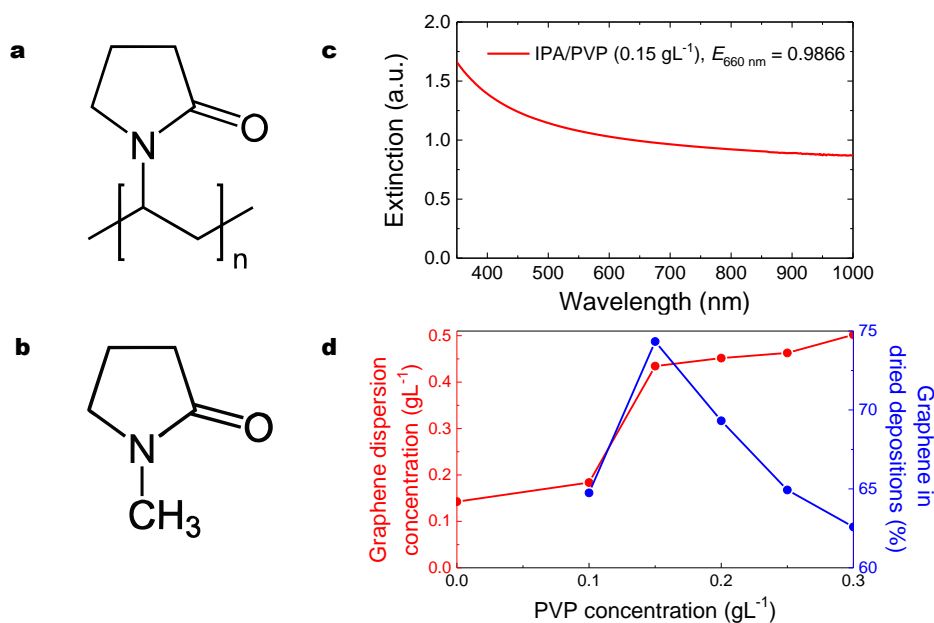 a
N
O
n
b
N
O
CH3
c
2.0
1.5
1.0
0.5
0.0
Extinction (a.u.)
IPA/PVP (0.15 gL-1), E660 nm = 0.9866
400 500 600 700 800 900 1000
Wavelength (nm)
d
0.5
0.4
0.3
0.2
0.1
0.0
Graphene dispersion
concentration (gL-1)
75
70
65
60
Graphene in
dried depositions (%)
0.0 0.1 0.2 0.3
PVP concentration (gL-1)